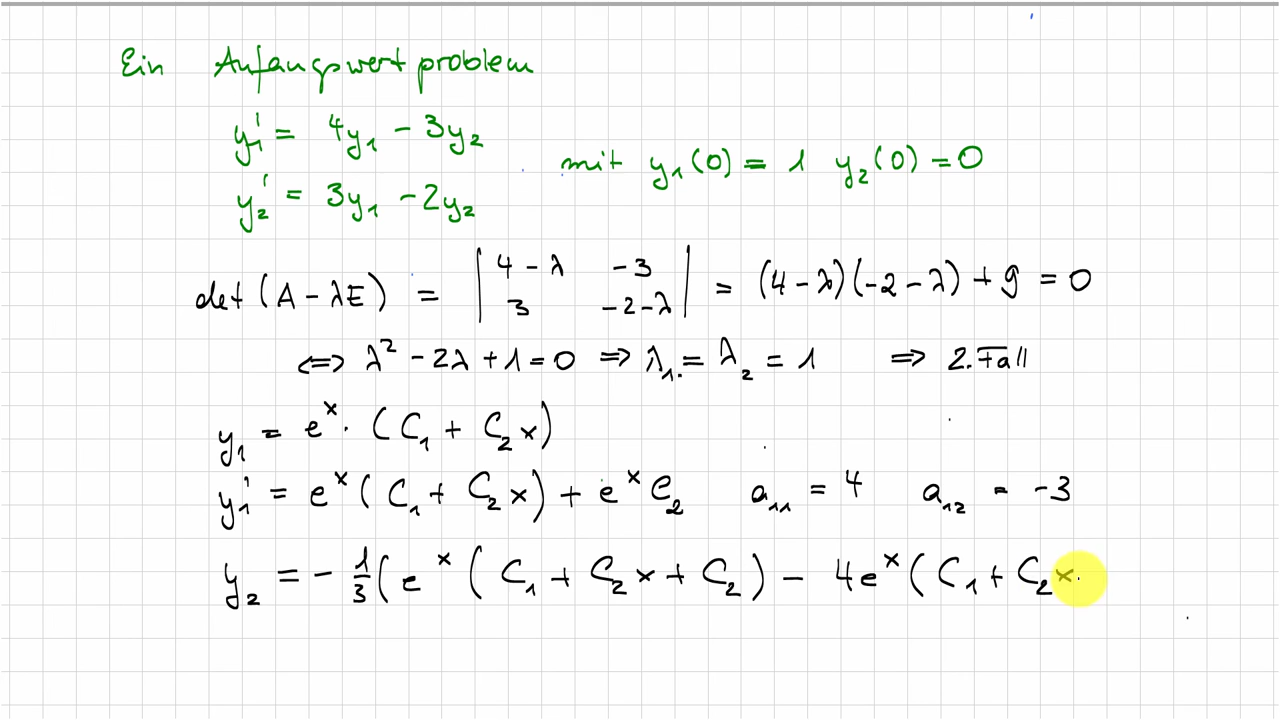 Ein Anfangswertproblem
y₁' = 4y₁ - 3y₂
mit y₁(0) = 1 y₂(0) = 0
y₂' = 3y₁ - 2y₂
det(A - λE) = | 4-λ -3 ; 3 -2-λ | = (4-λ)(-2-λ) + 9 = 0
⇔ λ² - 2λ + 1 = 0 ⇒ λ₁ = λ₂ = 1 ⇒ 2. Fall
y₁ = eˣ · (C₁ + C₂x)
y₁' = eˣ(C₁ + C₂x) + eˣC₂ a₁₁ = 4 a₁₂ = -3
y₂ = -1/3(eˣ(C₁ + C₂x + C₂) - 4eˣ(C₁ + C₂x